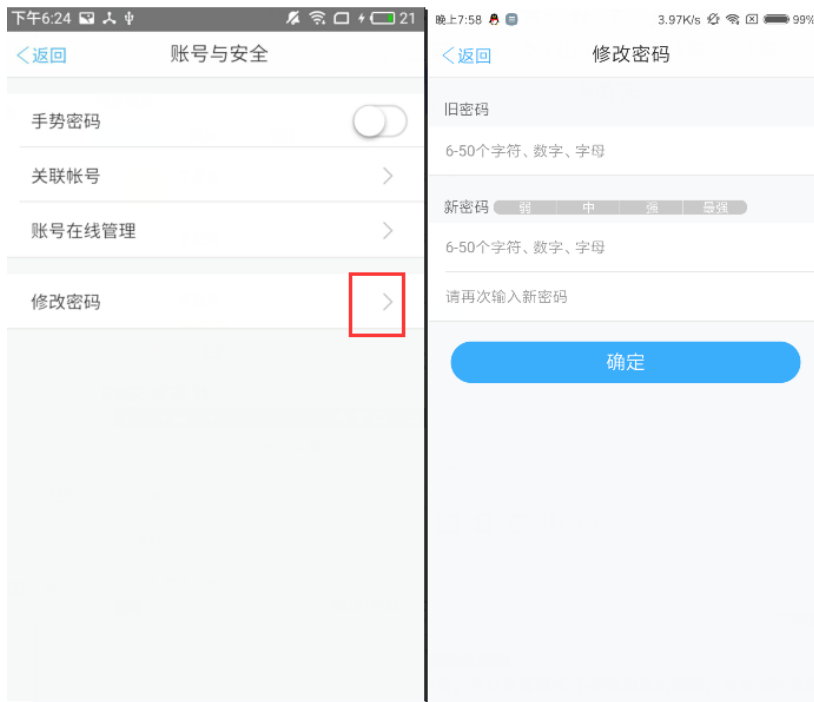 下午6:24
21
返回
账号与安全
手势密码
关联帐号
账号在线管理
修改密码
晚上7:58
3.97K/s
99%
返回
修改密码
旧密码
6-50个字符、数字、字母
新密码 弱 中 强 最强
6-50个字符、数字、字母
请再次输入新密码
确定